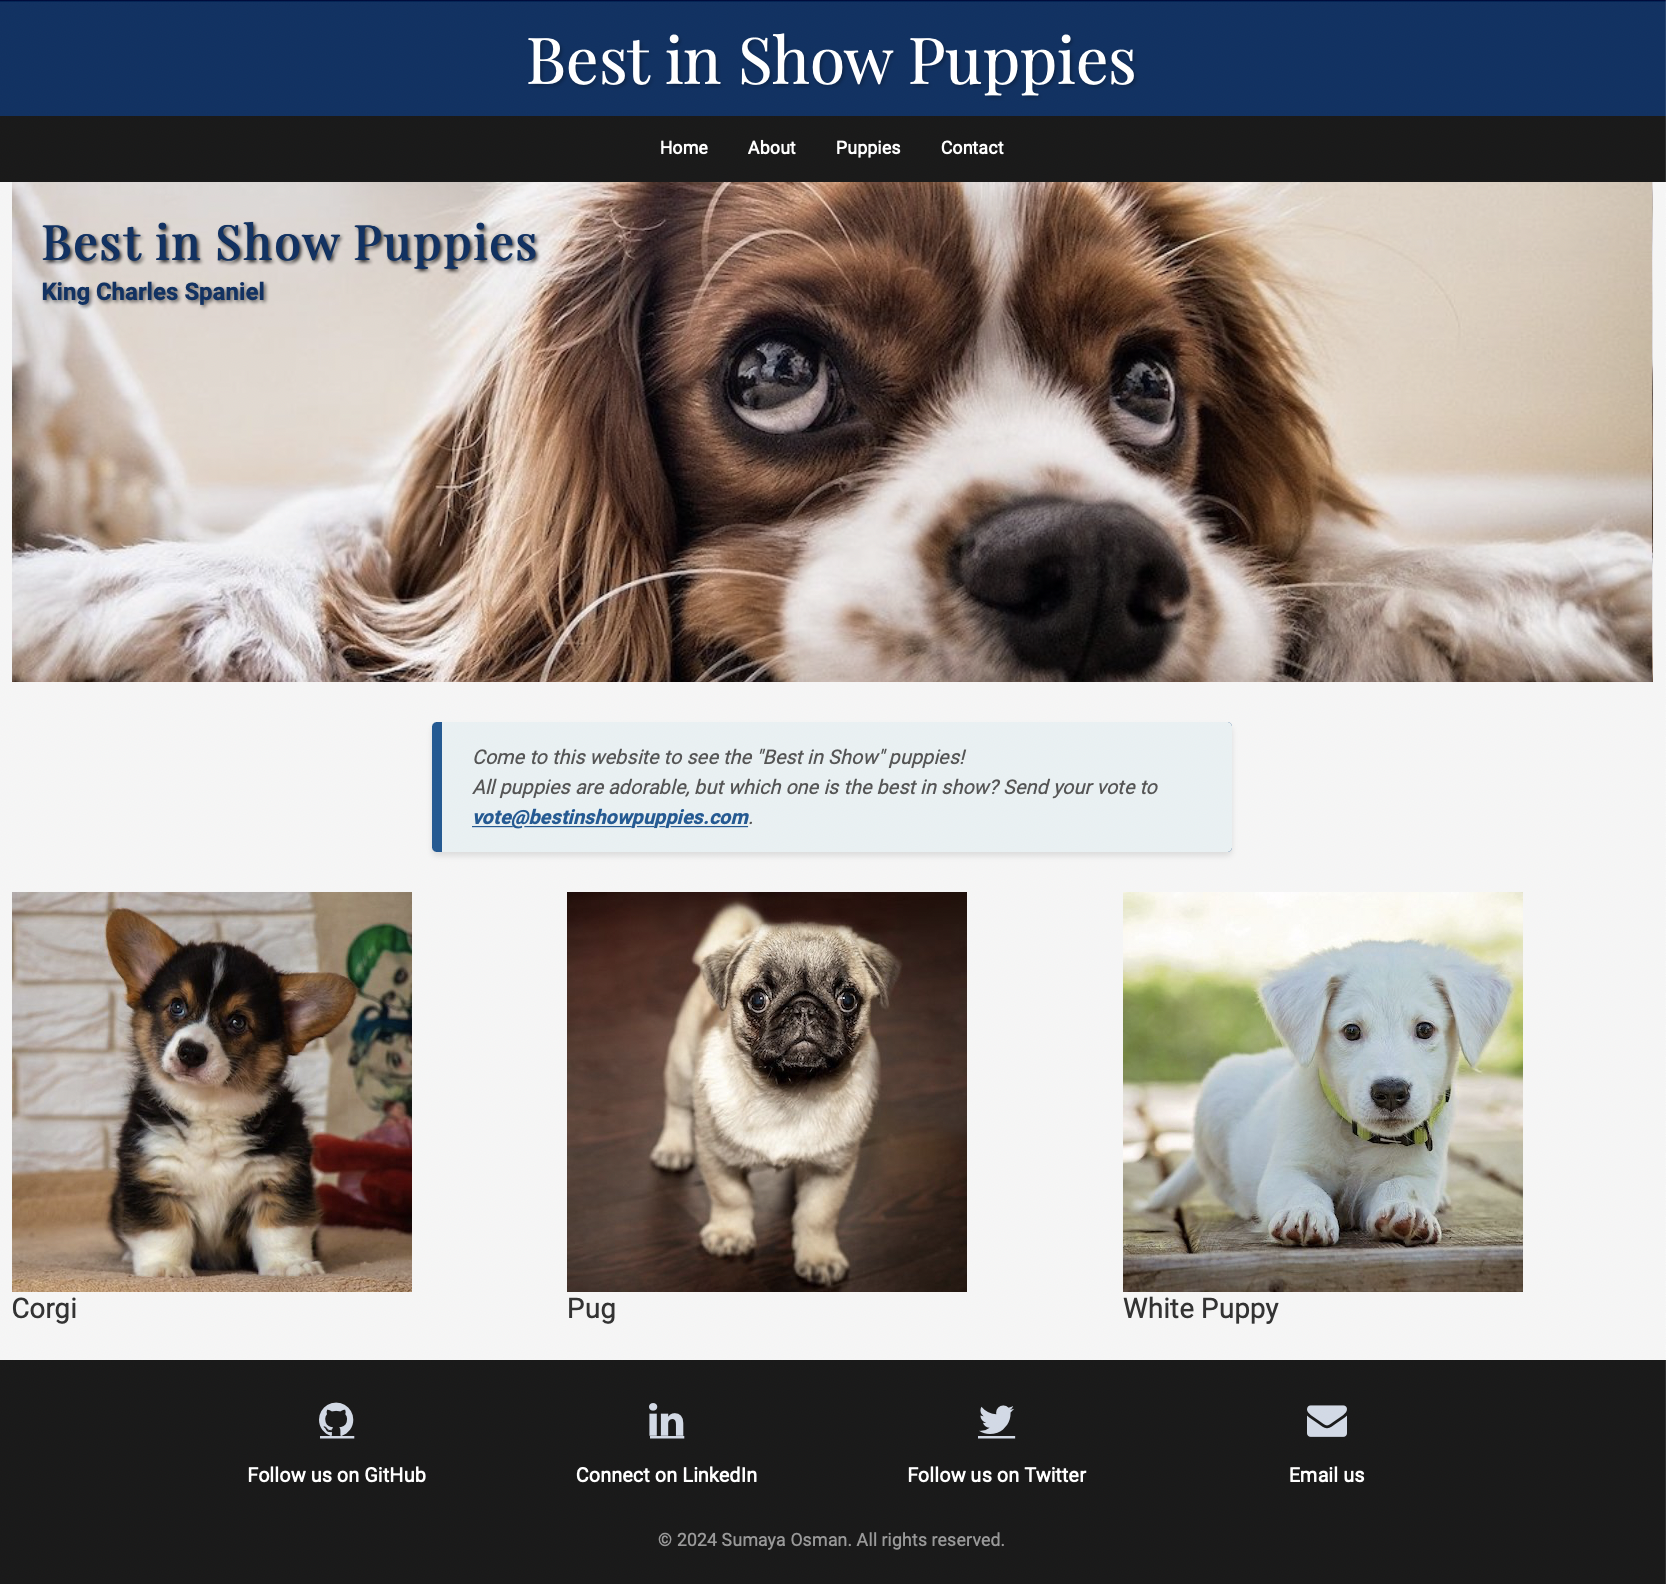 Best in Show Puppies
Home About Puppies Contact
Best in Show Puppies
King Charles Spaniel
Come to this website to see the "Best in Show" puppies!
All puppies are adorable, but which one is the best in show? Send your vote to
vote@bestinshowpuppies.com.
Corgi
Pug
White Puppy
Follow us on GitHub
Connect on LinkedIn
Follow us on Twitter
Email us
© 2024 Sumaya Osman. All rights reserved.